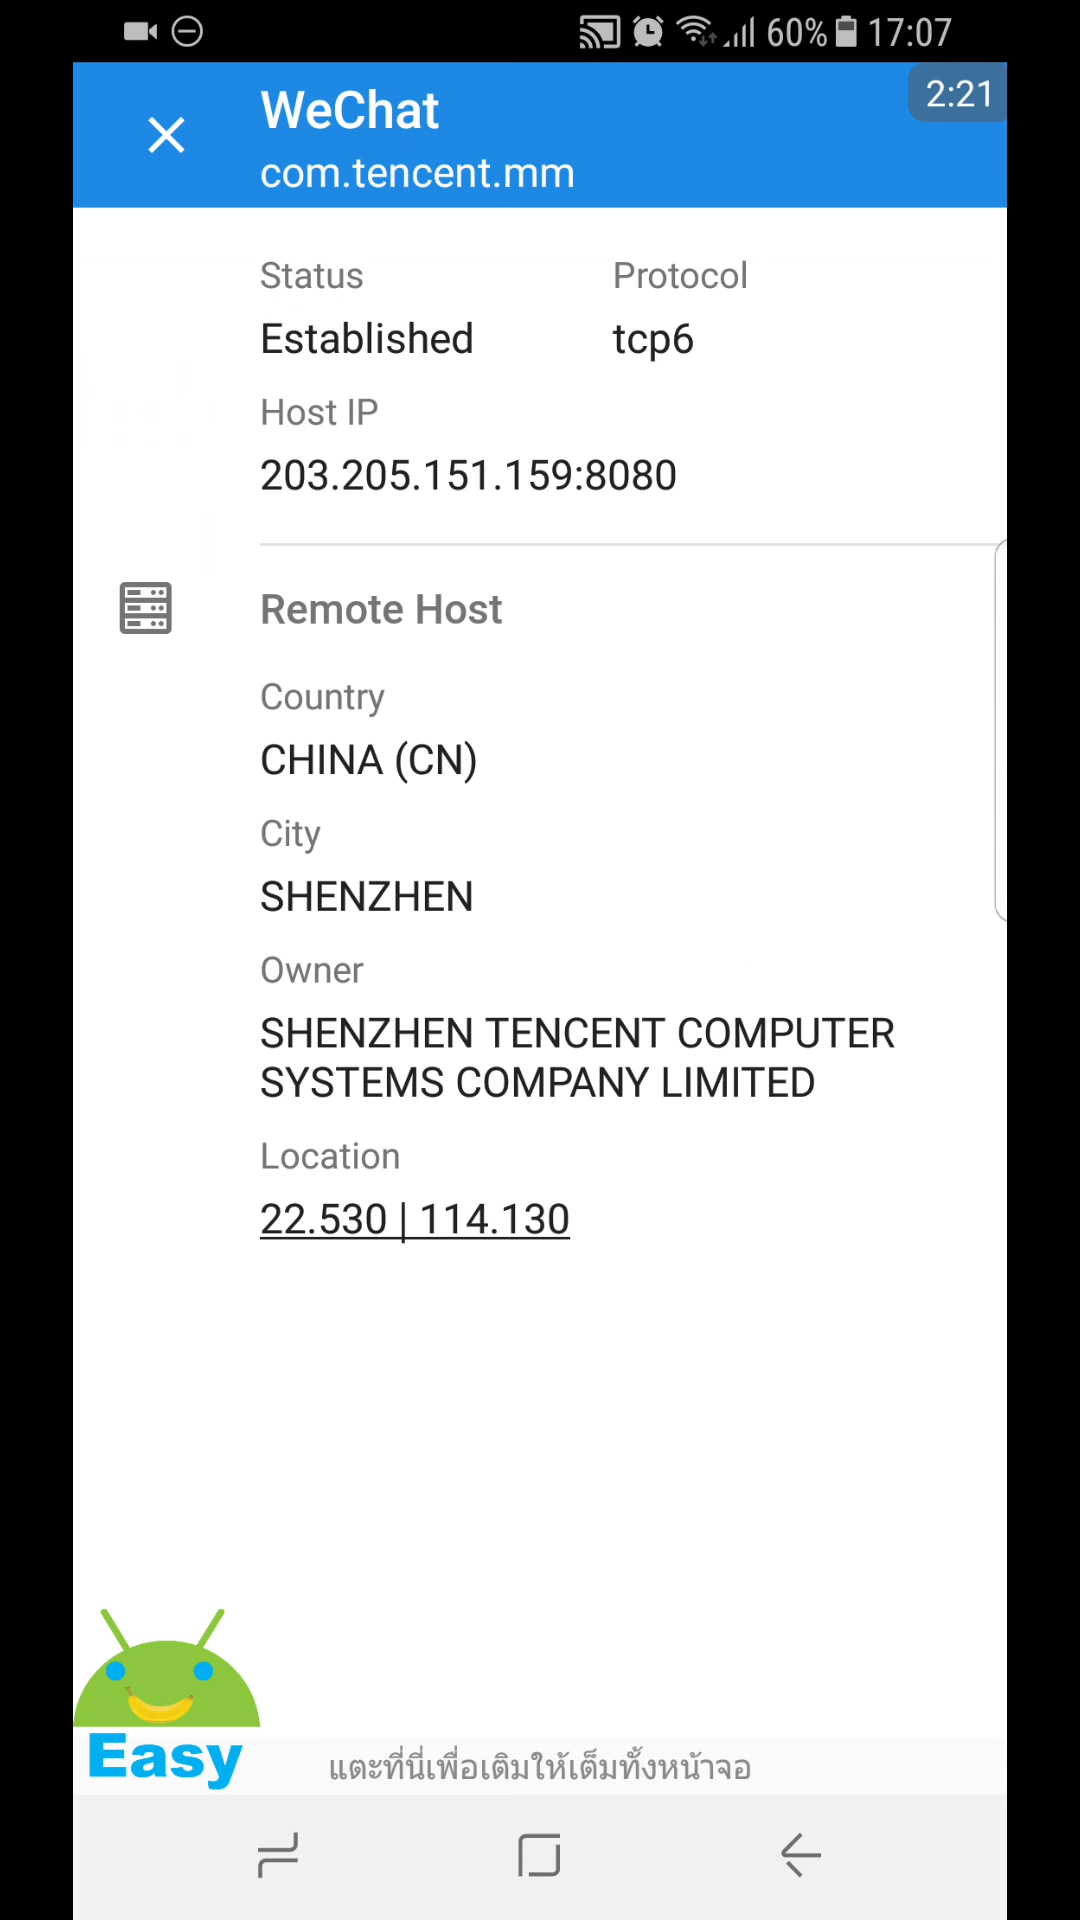 60% 17:07
WeChat
2:21
com.tencent.mm
Status Protocol
Established tcp6
Host IP
203.205.151.159:8080
Remote Host
Country
CHINA (CN)
City
SHENZHEN
Owner
SHENZHEN TENCENT COMPUTER
SYSTEMS COMPANY LIMITED
Location
22.530 | 114.130
Easy
แตะที่นี่เพื่อเติมให้เต็มทั้งหน้าจอ